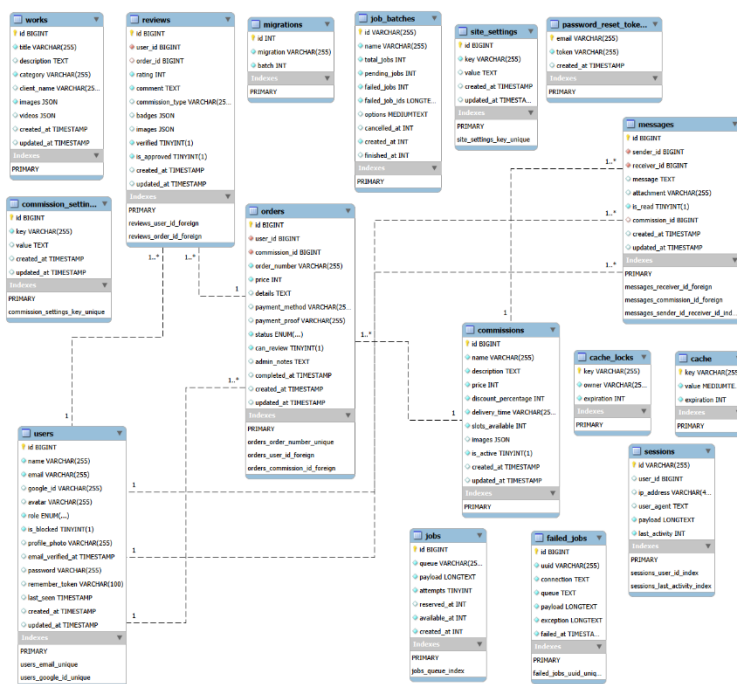 works
id BIGINT
title VARCHAR(255)
description TEXT
category VARCHAR(255)
client_name VARCHAR(25...
images JSON
videos JSON
created_at TIMESTAMP
updated_at TIMESTAMP
Indexes
PRIMARY
reviews
id BIGINT
user_id BIGINT
order_id BIGINT
rating INT
comment TEXT
commission_type VARCHAR(25...
badges JSON
images JSON
verified TINYINT(1)
is_approved TINYINT(1)
created_at TIMESTAMP
updated_at TIMESTAMP
Indexes
PRIMARY
reviews_user_id_foreign
reviews_order_id_foreign
migrations
id INT
migration VARCHAR(255)
batch INT
Indexes
PRIMARY
job_batches
id VARCHAR(255)
name VARCHAR(255)
total_jobs INT
pending_jobs INT
failed_jobs INT
failed_job_ids LONGTE...
options MEDIUMTEXT
cancelled_at INT
created_at INT
finished_at INT
Indexes
PRIMARY
site_settings
id BIGINT
key VARCHAR(255)
value TEXT
created_at TIMESTAMP
updated_at TIMESTA...
Indexes
PRIMARY
site_settings_key_unique
password_reset_toke...
email VARCHAR(255)
token VARCHAR(255)
created_at TIMESTAMP
Indexes
PRIMARY
messages
id BIGINT
sender_id BIGINT
receiver_id BIGINT
message TEXT
attachment VARCHAR(255)
is_read TINYINT(1)
commission_id BIGINT
created_at TIMESTAMP
updated_at TIMESTAMP
Indexes
PRIMARY
messages_receiver_id_foreign
messages_commission_id_foreign
messages_sender_id_receiver_id_ind...
commission_settin...
id BIGINT
key VARCHAR(255)
value TEXT
created_at TIMESTAMP
updated_at TIMESTAMP
Indexes
PRIMARY
commission_settings_key_unique
orders
id BIGINT
user_id BIGINT
commission_id BIGINT
order_number VARCHAR(255)
price INT
details TEXT
payment_method VARCHAR(25...
payment_proof VARCHAR(255)
status ENUM(...)
can_review TINYINT(1)
admin_notes TEXT
completed_at TIMESTAMP
created_at TIMESTAMP
updated_at TIMESTAMP
Indexes
PRIMARY
orders_order_number_unique
orders_user_id_foreign
orders_commission_id_foreign
commissions
id BIGINT
name VARCHAR(255)
description TEXT
price INT
discount_percentage INT
delivery_time VARCHAR(25...
slots_available INT
images JSON
is_active TINYINT(1)
created_at TIMESTAMP
updated_at TIMESTAMP
Indexes
PRIMARY
cache_locks
key VARCHAR(255)
owner VARCHAR(25...
expiration INT
Indexes
PRIMARY
cache
key VARCHAR(255)
value MEDIUMTE...
expiration INT
Indexes
PRIMARY
users
id BIGINT
name VARCHAR(255)
email VARCHAR(255)
google_id VARCHAR(255)
avatar VARCHAR(255)
role ENUM(...)
is_blocked TINYINT(1)
profile_photo VARCHAR(255)
email_verified_at TIMESTAMP
password VARCHAR(255)
remember_token VARCHAR(100)
last_seen TIMESTAMP
created_at TIMESTAMP
updated_at TIMESTAMP
Indexes
PRIMARY
users_email_unique
users_google_id_unique
jobs
id BIGINT
queue VARCHAR(25...
payload LONGTEXT
attempts TINYINT
reserved_at INT
available_at INT
created_at INT
Indexes
PRIMARY
jobs_queue_index
failed_jobs
id BIGINT
uuid VARCHAR(255)
connection TEXT
queue TEXT
payload LONGTEXT
exception LONGTEXT
failed_at TIMESTA...
Indexes
PRIMARY
failed_jobs_uuid_uniq...
sessions
id VARCHAR(255)
user_id BIGINT
ip_address VARCHAR(4...
user_agent TEXT
payload LONGTEXT
last_activity INT
Indexes
PRIMARY
sessions_user_id_index
sessions_last_activity_index
1..*
1..*
1
1
1..*
1
1..*
1
1..*
1
1..*
1
1..*
1